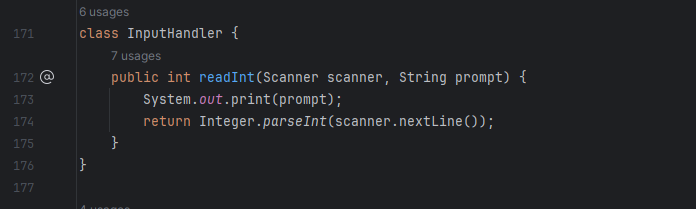 6 usages
171 class InputHandler {
7 usages
172 @ public int readInt(Scanner scanner, String prompt) {
173 System.out.print(prompt);
174 return Integer.parseInt(scanner.nextLine());
175 }
176 }
177
4 usages